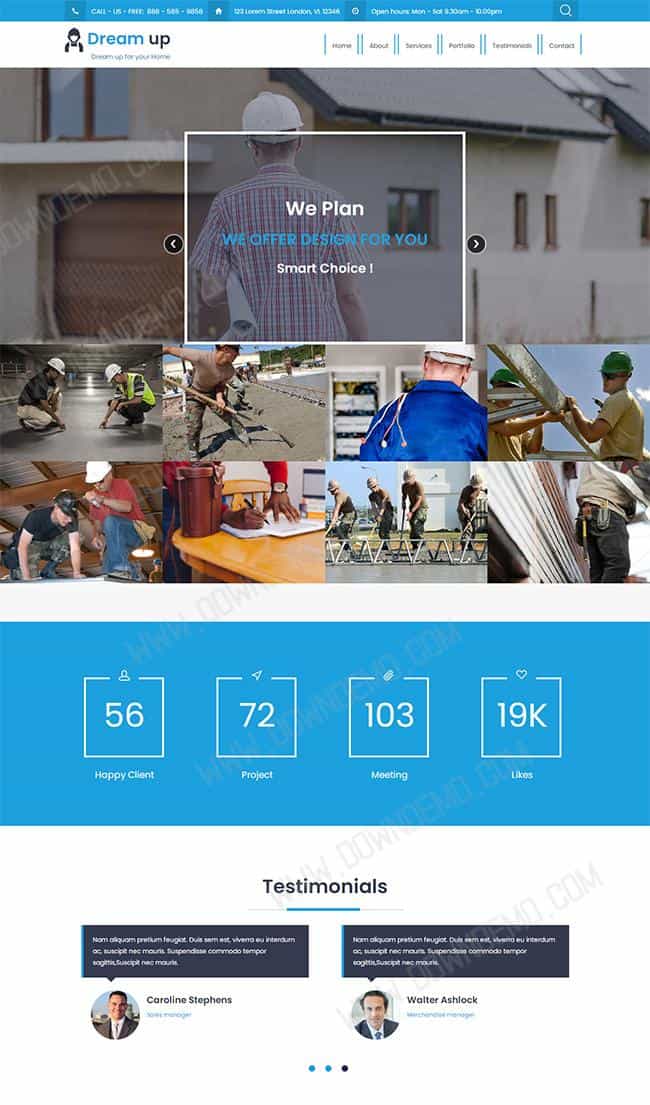 CALL - US - FREE: 888 - 585 - 9858
123 Lorem Street London, VI, 12346
Open hours: Mon - Sat 9.30am - 10.00pm
Dream up
Dream up for your Home
Home
About
Services
Portfolio
Testimonials
Contact
We Plan
WE OFFER DESIGN FOR YOU
Smart Choice !
WWW.DOWNDEMO.COM
56
72
103
19K
Happy Client
Project
Meeting
Likes
Testimonials
Nam aliquam pretium feugiat. Duis sem est, viverra eu interdum
ac, suscipit nec mauris. Suspendisse commodo tempor
sagittis,Suscipit nec mauris.
Nam aliquam pretium feugiat. Duis sem est, viverra eu interdum
ac, suscipit nec mauris. Suspendisse commodo tempor
sagittis,Suscipit nec mauris.
Caroline Stephens
Sales manager
Walter Ashlock
Merchandise manager